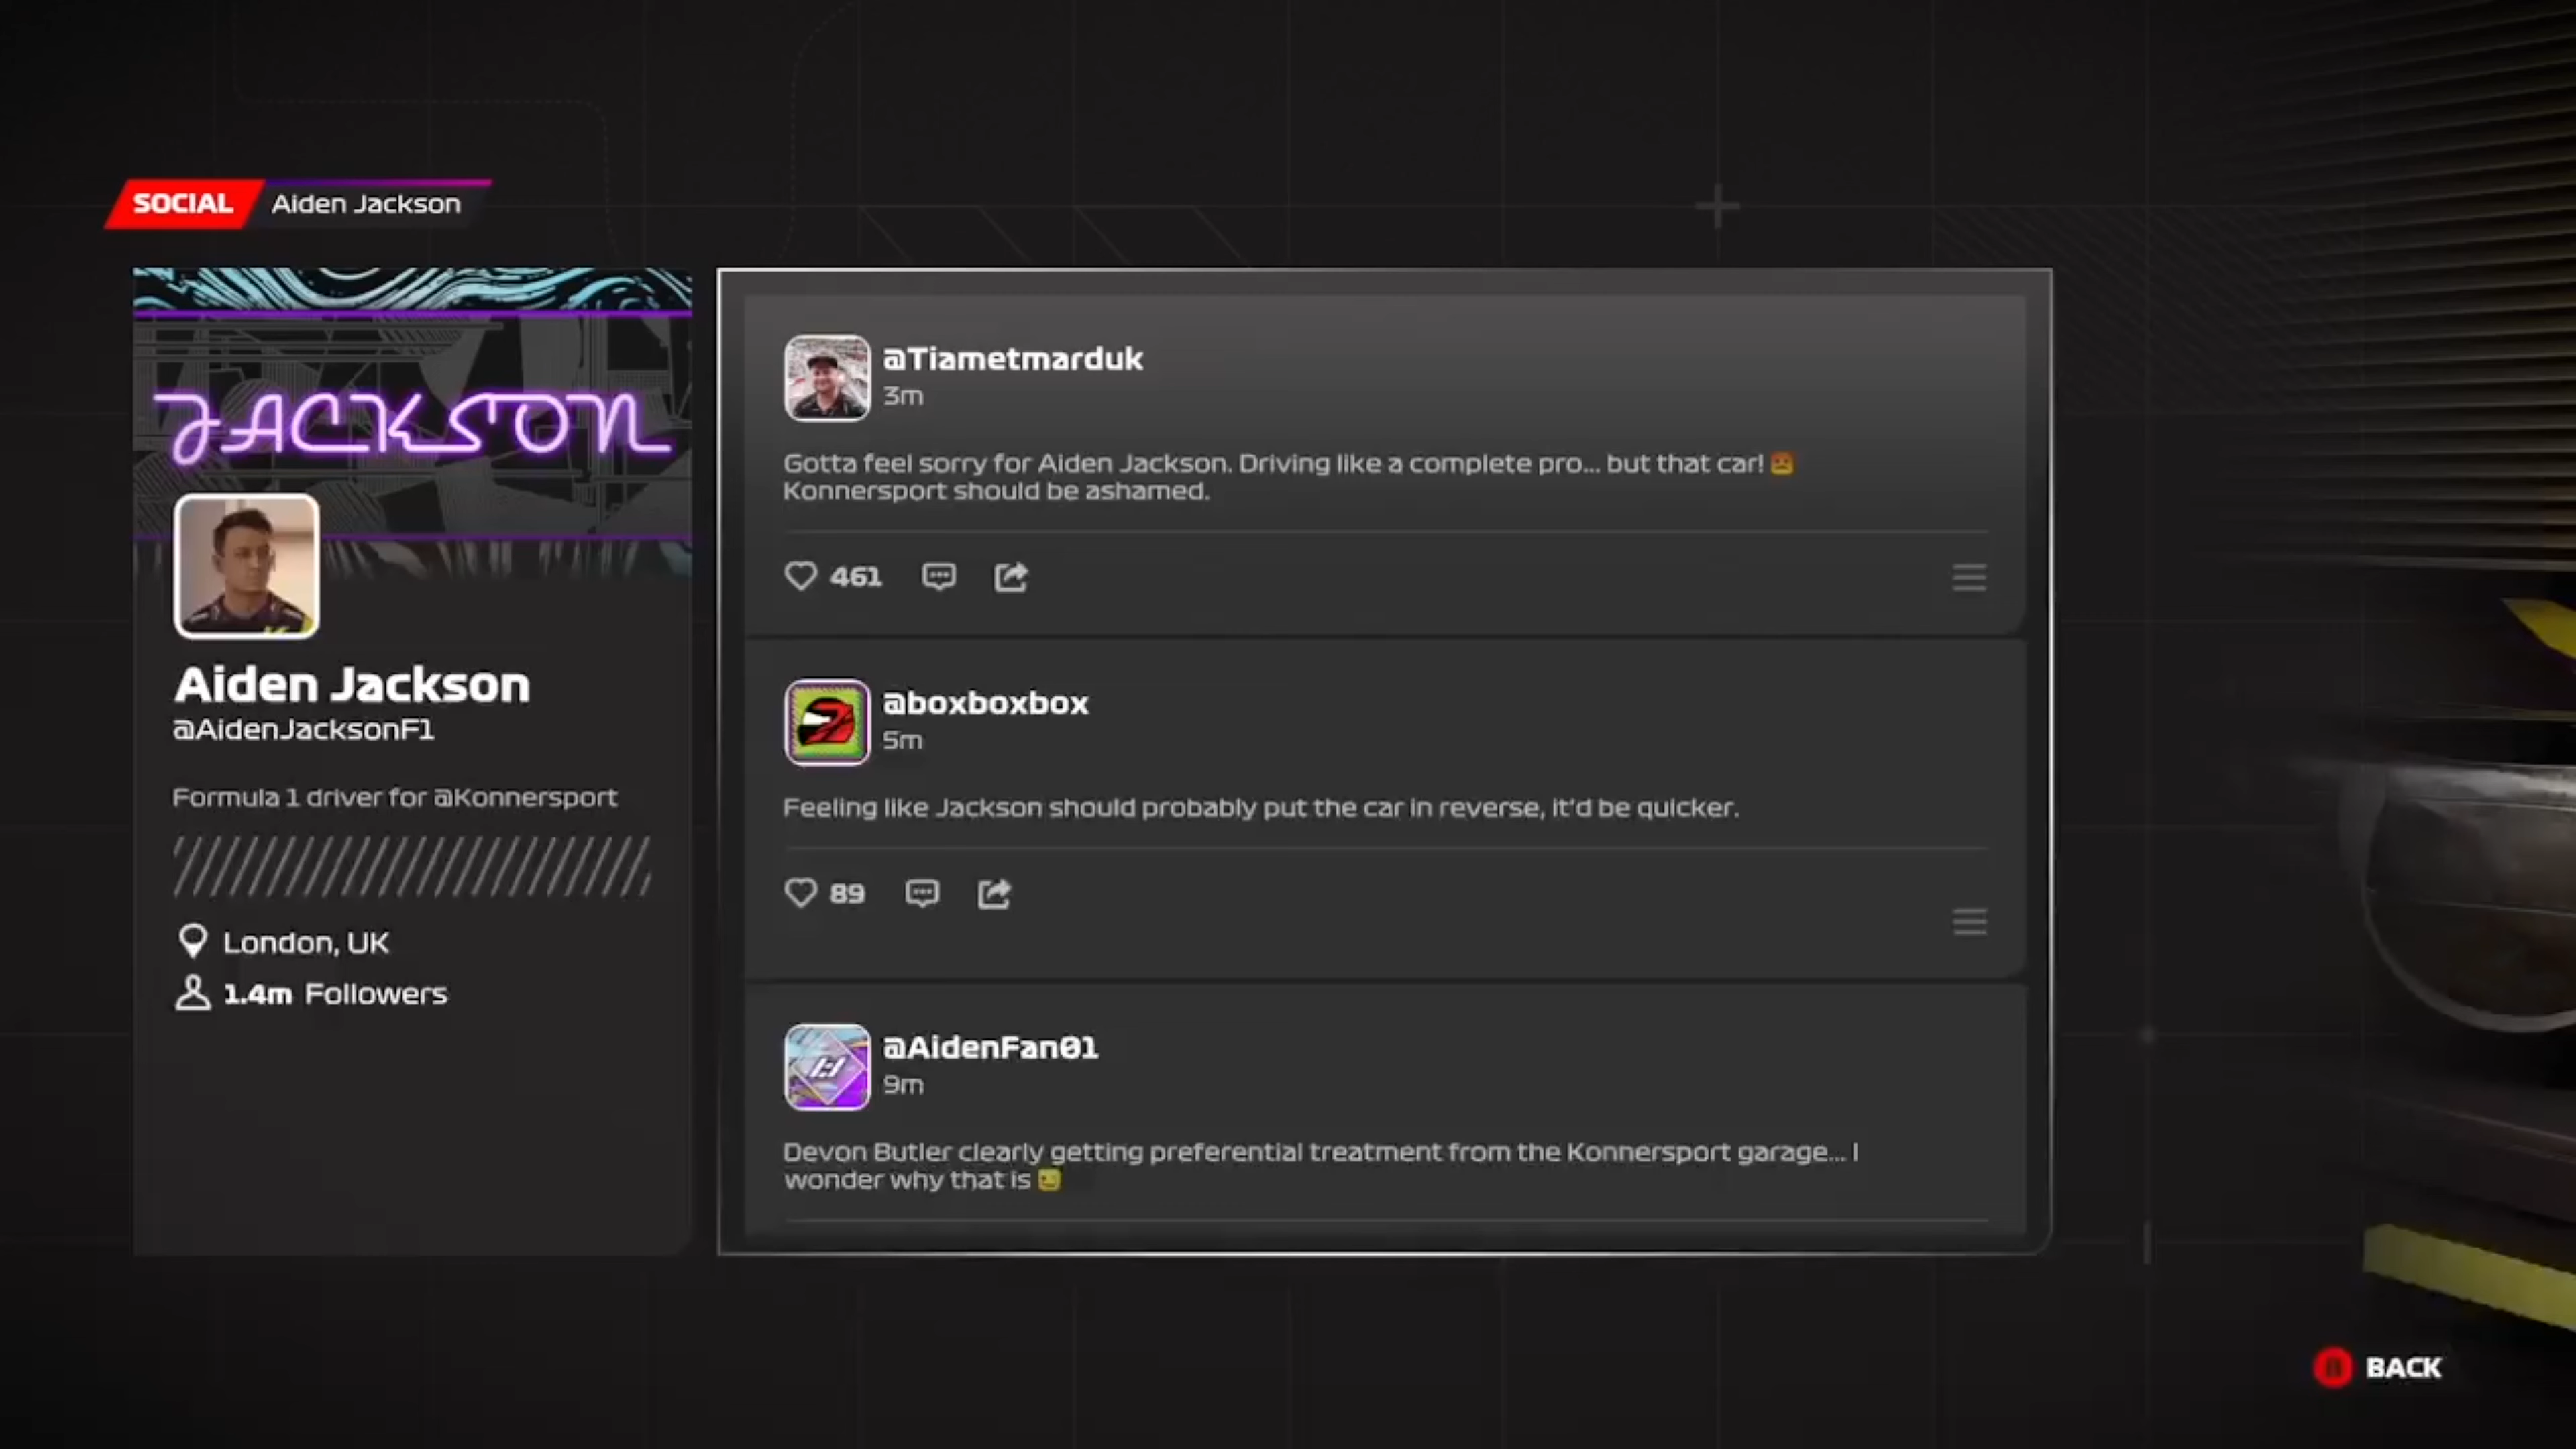 SOCIAL Aiden Jackson
JACKSON
Aiden Jackson
@AidenJacksonF1
Formula 1 driver for @Konnersport
London, UK
1.4m Followers
@Tiametmarduk
3m
Gotta feel sorry for Aiden Jackson. Driving like a complete pro... but that car! 😡
Konnersport should be ashamed.
461
@boxboxbox
5m
Feeling like Jackson should probably put the car in reverse, it'd be quicker.
89
@AidenFan01
9m
Devon Butler clearly getting preferential treatment from the Konnersport garage... I
wonder why that is
B BACK